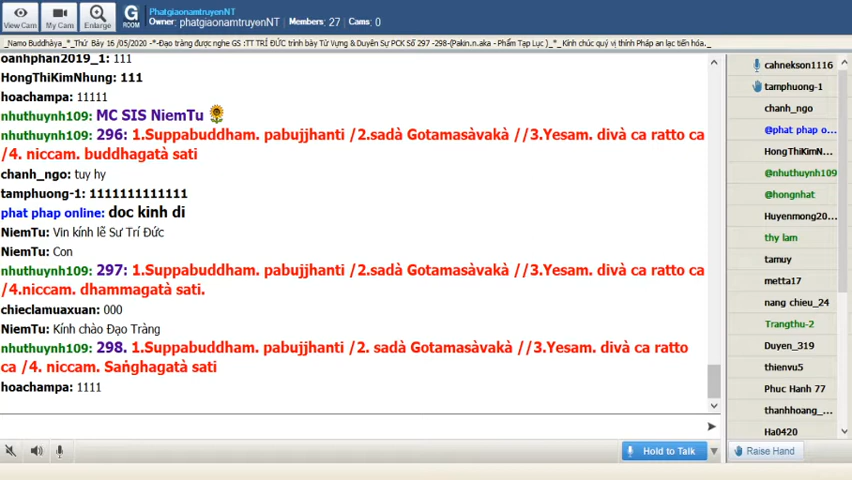 View Cam
My Cam
Enlarge
G
ROOM
PhatgiaonamtruyenNT
Owner: phatgiaonamtruyenNT Members: 27 Cams: 0
_Namo Buddhàya_*_Thứ Bảy 16 /05/2020 -*-Đạo tràng được nghe GS :TT TRÍ ĐỨC trình bày Từ Vựng & Duyên Sự PCK Số 297 -298-(Pakin.n.aka - Phẩm Tạp Lục )_*_Kính chúc quý vị thính Pháp an lạc tiến hóa._
oanhphan2019_1: 111
HongThiKimNhung: 111
hoachampa: 11111
nhuthuynh109: MC SIS NiemTu
nhuthuynh109: 296: 1.Suppabuddham. pabujjhanti /2.sadà Gotamasàvakà //3.Yesam. divà ca ratto ca
/4. niccam. buddhagatà sati
chanh_ngo: tuy hy
tamphuong-1: 1111111111111
phat phap online: doc kinh di
NiemTu: Vin kính lễ Sư Trí Đức
NiemTu: Con
nhuthuynh109: 297: 1.Suppabuddham. pabujjhanti /2.sadà Gotamasàvakà //3.Yesam. divà ca ratto ca
/4.niccam. dhammagatà sati.
chieclamuaxuan: 000
NiemTu: Kính chào Đạo Tràng
nhuthuynh109: 298. 1.Suppabuddham. pabujjhanti /2. sadà Gotamasàvakà //3.Yesam. divà ca ratto
ca /4. niccam. Saṅghagatà sati
hoachampa: 1111
cahnekson1116
tamphuong-1
chanh_ngo
@phat phap o...
HongThiKimN...
@nhuthuynh109
@hongnhat
Huyenmong20...
thy lam
tamuy
metta17
nang chieu_24
Trangthu-2
Duyen_319
thienvu5
Phuc Hanh 77
thanhhoang_...
Ha0420
Hold to Talk
Raise Hand